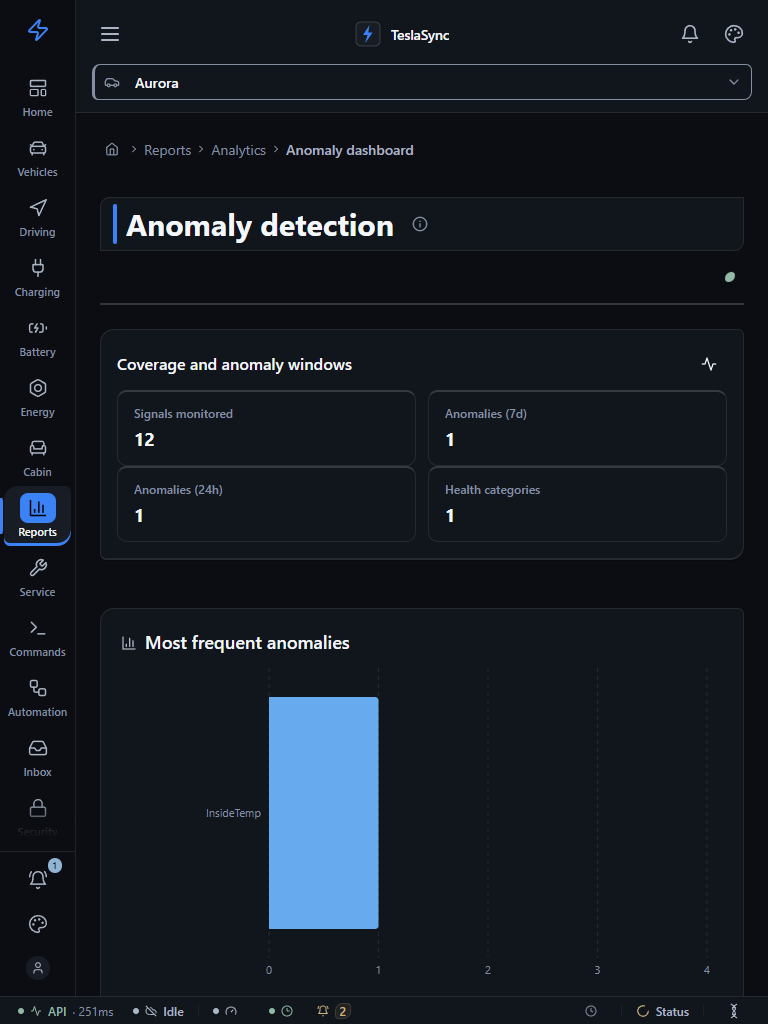 TeslaSync
Aurora
Home
Vehicles
Driving
Charging
Battery
Energy
Cabin
Reports
Service
Commands
Automation
Inbox
Security
1
Reports
Analytics
Anomaly dashboard
Anomaly detection
Coverage and anomaly windows
Signals monitored
12
Anomalies (7d)
1
Anomalies (24h)
1
Health categories
1
Most frequent anomalies
InsideTemp
0 1 2 3 4
API · 251ms
Idle
2
Status